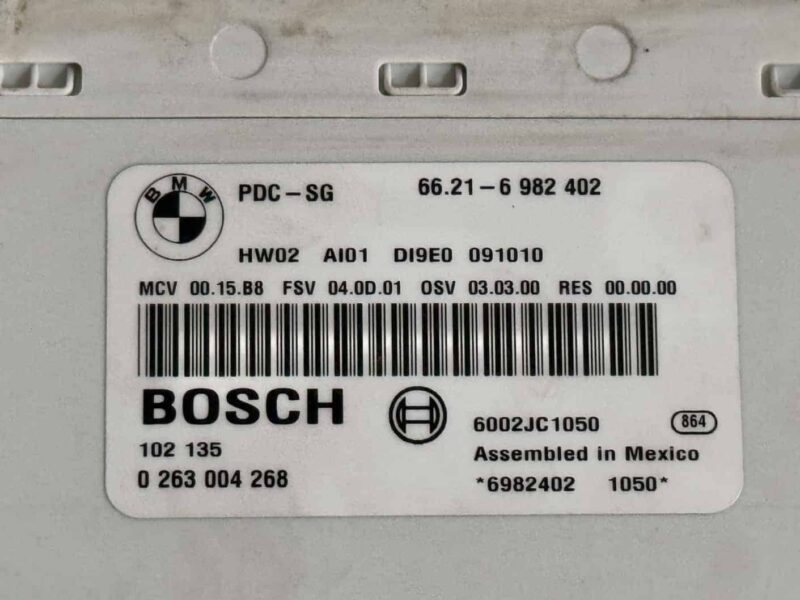 BMW
PDC-SG 66.21-6 982 402
HW02 AI01 DI9E0 091010
MCV 00.15.B8 FSV 04.0D.01 OSV 03.03.00 RES 00.00.00
BOSCH
6002JC1050 864
102 135 Assembled in Mexico
0 263 004 268 *6982402 1050*